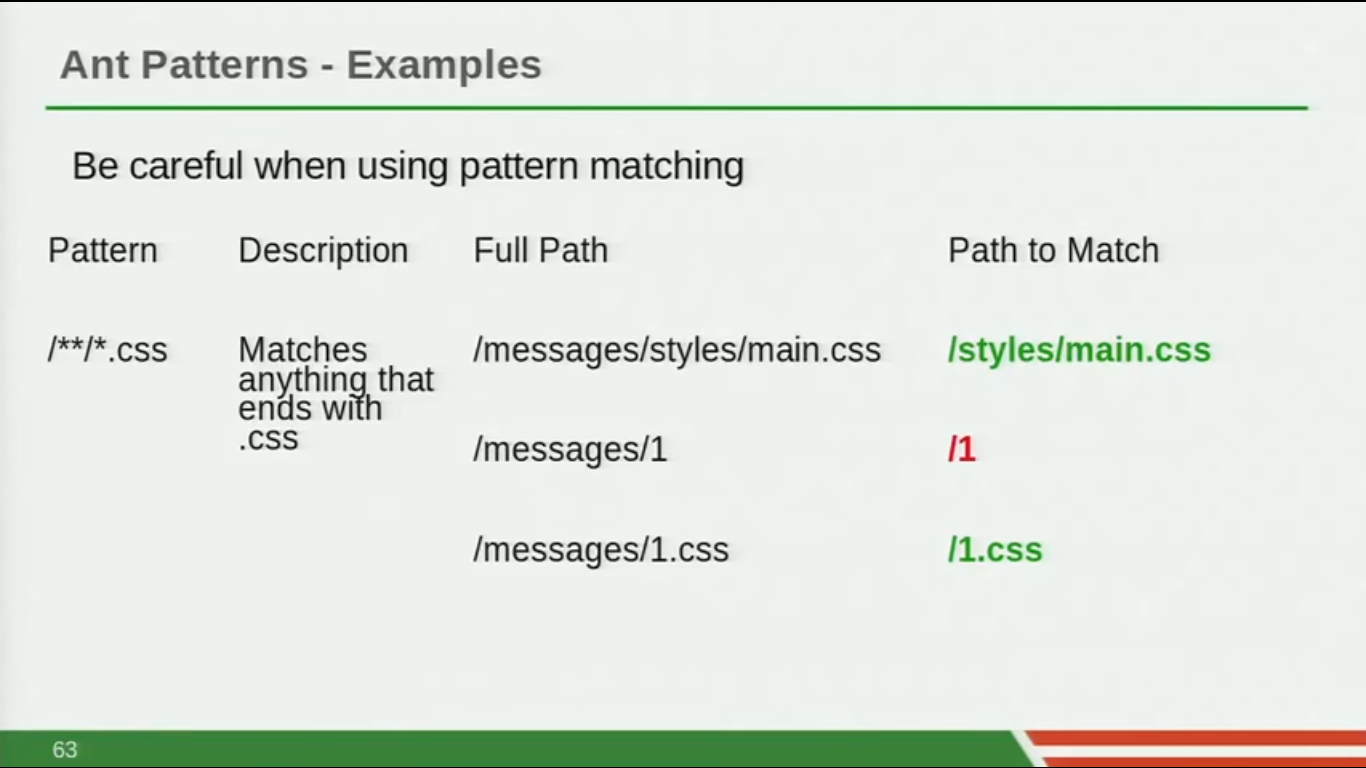 Ant Patterns - Examples
Be careful when using pattern matching
Pattern Description Full Path Path to Match
/**/*.css Matches anything that ends with .css /messages/styles/main.css /styles/main.css
/messages/1 /1
/messages/1.css /1.css
63